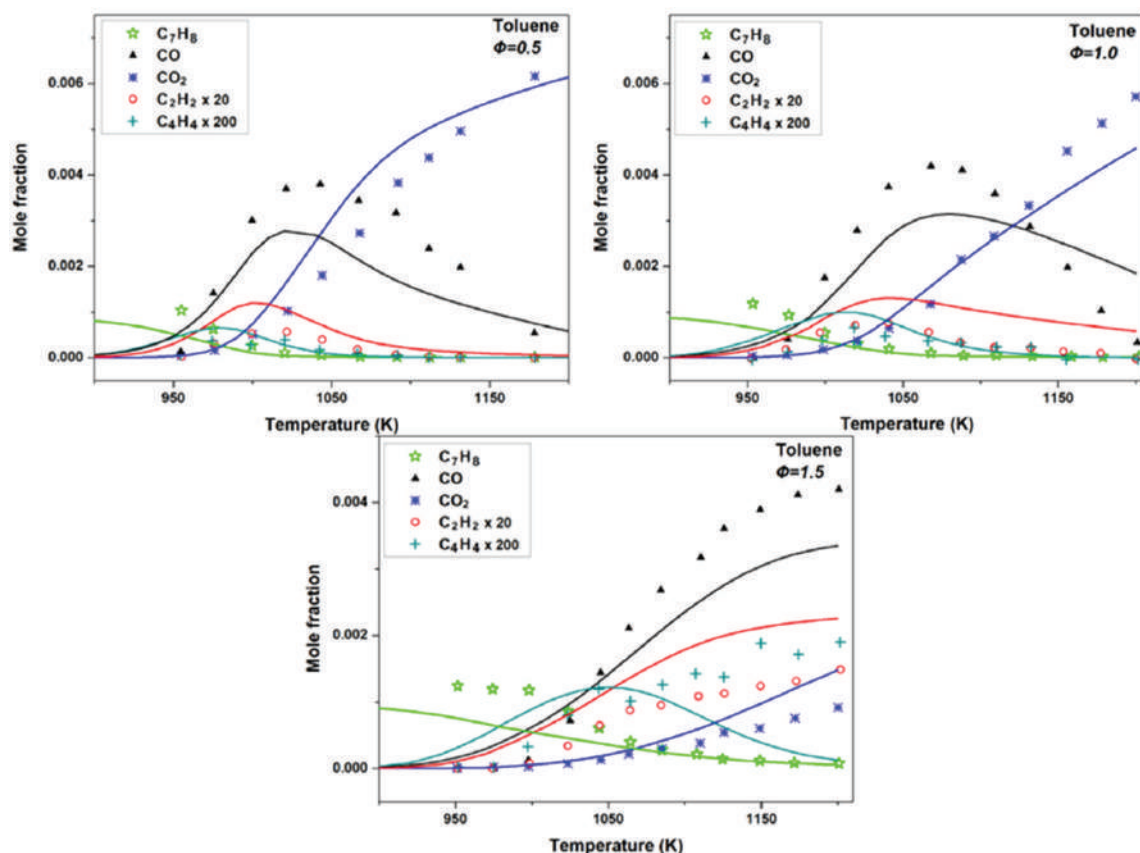 Toluene
Φ=0.5
C7H8
CO
CO2
C2H2 x 20
C4H4 x 200
0.006
0.004
0.002
0.000
Mole fraction
950
1050
1150
Temperature (K)
Toluene
Φ=1.0
C7H8
CO
CO2
C2H2 x 20
C4H4 x 200
0.006
0.004
0.002
0.000
Mole fraction
950
1050
1150
Temperature (K)
Toluene
Φ=1.5
C7H8
CO
CO2
C2H2 x 20
C4H4 x 200
0.004
0.002
0.000
Mole fraction
950
1050
1150
Temperature (K)